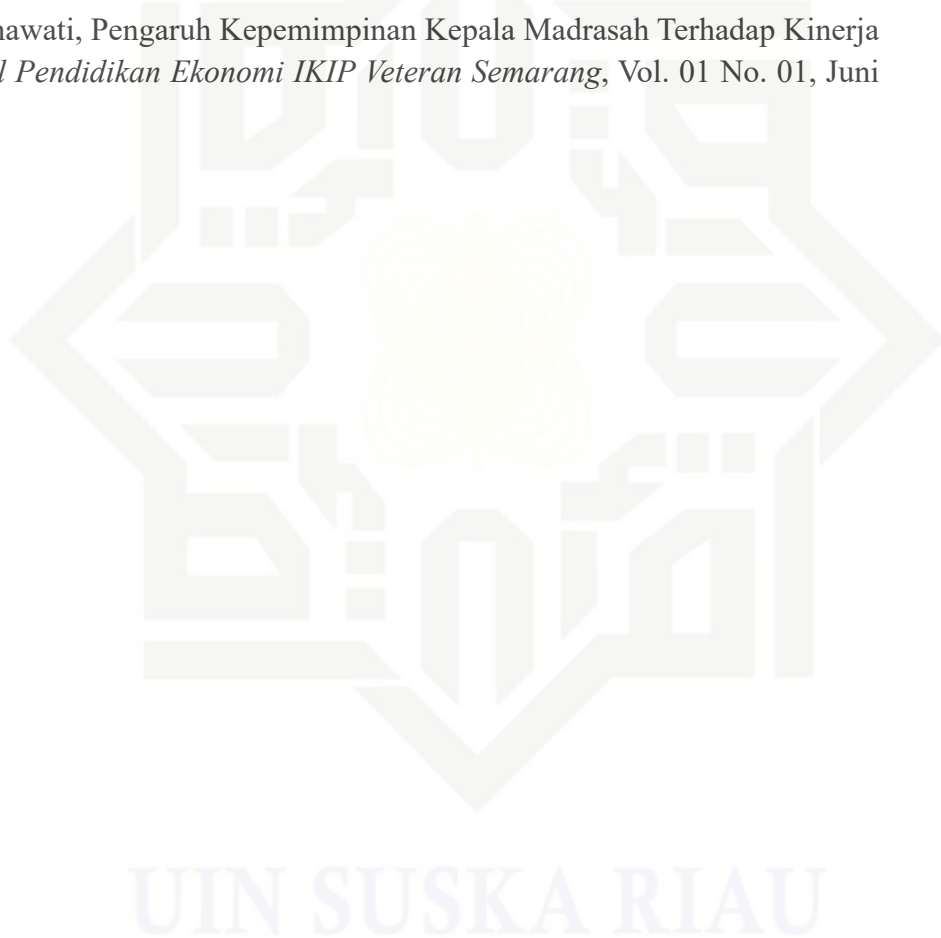 nawati, Pengaruh Kepemimpinan Kepala Madrasah Terhadap Kinerja
l Pendidikan Ekonomi IKIP Veteran Semarang, Vol. 01 No. 01, Juni
UIN SUSKA RIAU